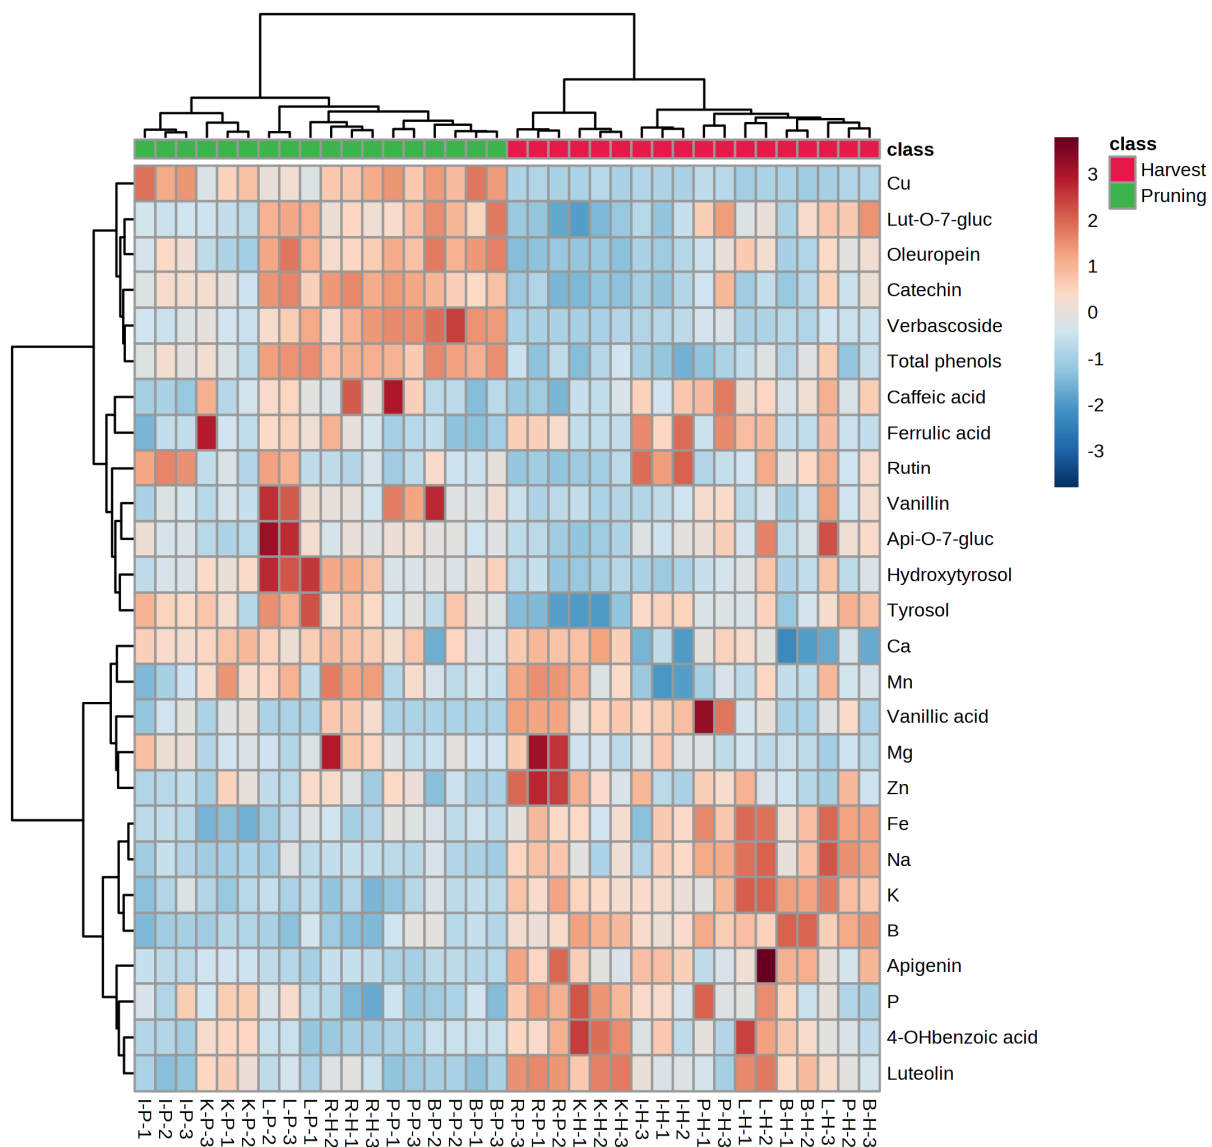 class
Cu
Lut-O-7-gluc
Oleuropein
Catechin
Verbascoside
Total phenols
Caffeic acid
Ferrulic acid
Rutin
Vanillin
Api-O-7-gluc
Hydroxytyrosol
Tyrosol
Ca
Mn
Vanillic acid
Mg
Zn
Fe
Na
K
B
Apigenin
P
4-OHbenzoic acid
Luteolin
3
2
1
0
-1
-2
-3
class
Harvest
Pruning
I-P-1
I-P-2
I-P-3
K-P-3
K-P-1
K-P-2
L-P-2
L-P-3
L-P-1
R-H-2
R-H-1
R-H-3
P-P-1
P-P-3
B-P-2
P-P-2
B-P-1
B-P-3
R-P-3
R-P-1
R-P-2
K-H-1
K-H-2
K-H-3
I-H-3
I-H-1
I-H-2
P-H-1
P-H-3
L-H-1
L-H-2
B-H-1
B-H-2
L-H-3
P-H-2
B-H-3